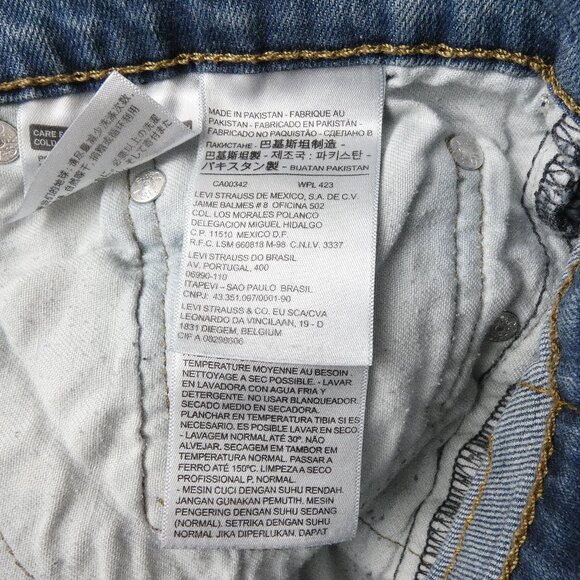 CARE F
COLD
MADE IN PAKISTAN - FABRIQUE AU
PAKISTAN - FABRICADO EN PAKISTÁN -
FABRICADO NO PAQUISTÃO - СДЕЛАНО В
ПАКИСТАНЕ - 巴基斯坦制造 -
巴基斯坦製 - 제조국 : 파키스탄 -
パキスタン製 - BUATAN PAKISTAN
CA00342 WPL 423
LEVI STRAUSS DE MEXICO, S.A. DE C.V.
JAIME BALMES # 8 OFICINA 502
COL. LOS MORALES POLANCO
DELEGACION MIGUEL HIDALGO
C.P. 11510 MEXICO D.F.
R.F.C. LSM 660818 M-98 C.N.I.V. 3337
LEVI STRAUSS DO BRASIL
AV. PORTUGAL, 400
06990-110
ITAPEVI - SAO PAULO BRASIL
CNPJ: 43.351.097/0001-90
LEVI STRAUSS & CO. EU SCA/CVA
LEONARDO DA VINCILAAN, 19 - D
1831 DIEGEM, BELGIUM
CIF A 08298606
TEMPERATURE MOYENNE AU BESOIN
NETTOYAGE A SEC POSSIBLE. - LAVAR
EN LAVADORA CON AGUA FRIA Y
DETERGENTE. NO USAR BLANQUEADOR.
SECADO MEDIO EN SECADORA.
PLANCHAR EN TEMPERATURA TIBIA SI ES
NECESARIO. ES POSIBLE LAVAR EN SECO.
- LAVAGEM NORMAL ATÉ 30º. NÃO
ALVEJAR. SECAGEM EM TAMBOR EM
TEMPERATURA NORMAL. PASSAR A
FERRO ATÉ 150ºC. LIMPEZA A SECO
PROFISSIONAL P, NORMAL.
- MESIN CUCI DENGAN SUHU RENDAH.
JANGAN GUNAKAN PEMUTIH. MESIN
PENGERING DENGAN SUHU SEDANG
(NORMAL). SETRIKA DENGAN SUHU
NORMAL JIKA DIPERLUKAN. DAPAT